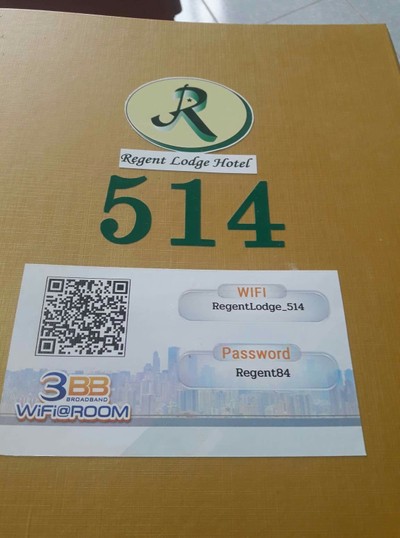 R
Regent Lodge Hotel
514
WiFi
RegentLodge_514
Password
Regent84
3BB
BROADBAND
WiFi@ROOM